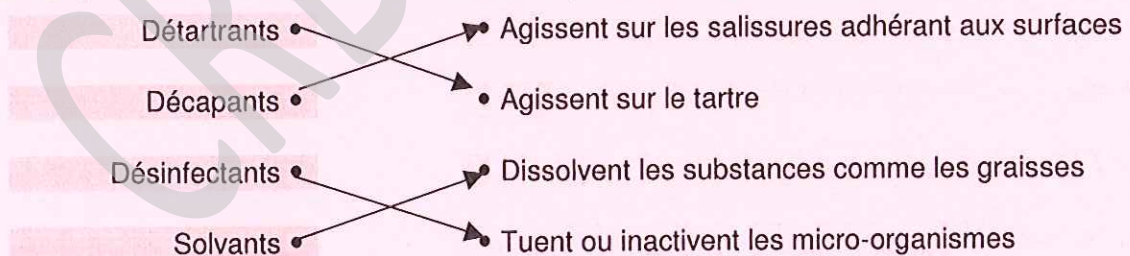 Détartrants • • Agissent sur les salissures adhérant aux surfaces
Décapants • • Agissent sur le tartre
Désinfectants • • Dissolvent les substances comme les graisses
Solvants • • Tuent ou inactivent les micro-organismes